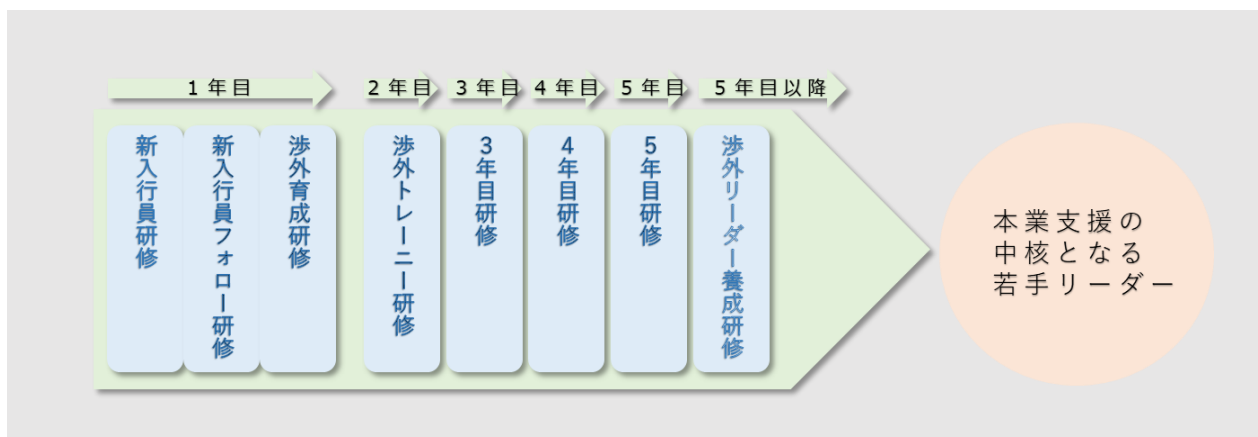 1年目
2年目
3年目
4年目
5年目
5年目以降
新入行員研修
新入行員フォロー研修
渉外育成研修
渉外トレーニー研修
3年目研修
4年目研修
5年目研修
渉外リーダー養成研修
本業支援の
中核となる
若手リーダー